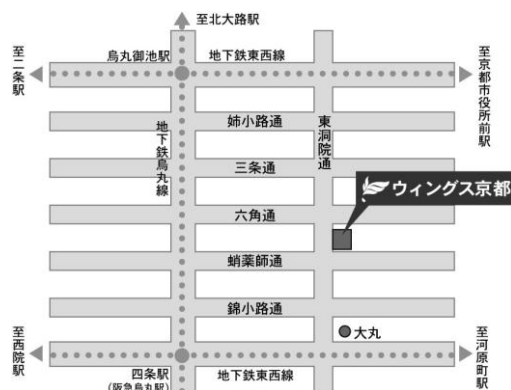 至北大路駅
烏丸御池駅
地下鉄東西線
至二条駅
至京都市役所前駅
姉小路通
東洞院通
地下鉄烏丸線
三条通
ウィングス京都
六角通
蛸薬師通
錦小路通
大丸
至西院駅
至河原町駅
四条駅
(阪急烏丸駅)
地下鉄東西線